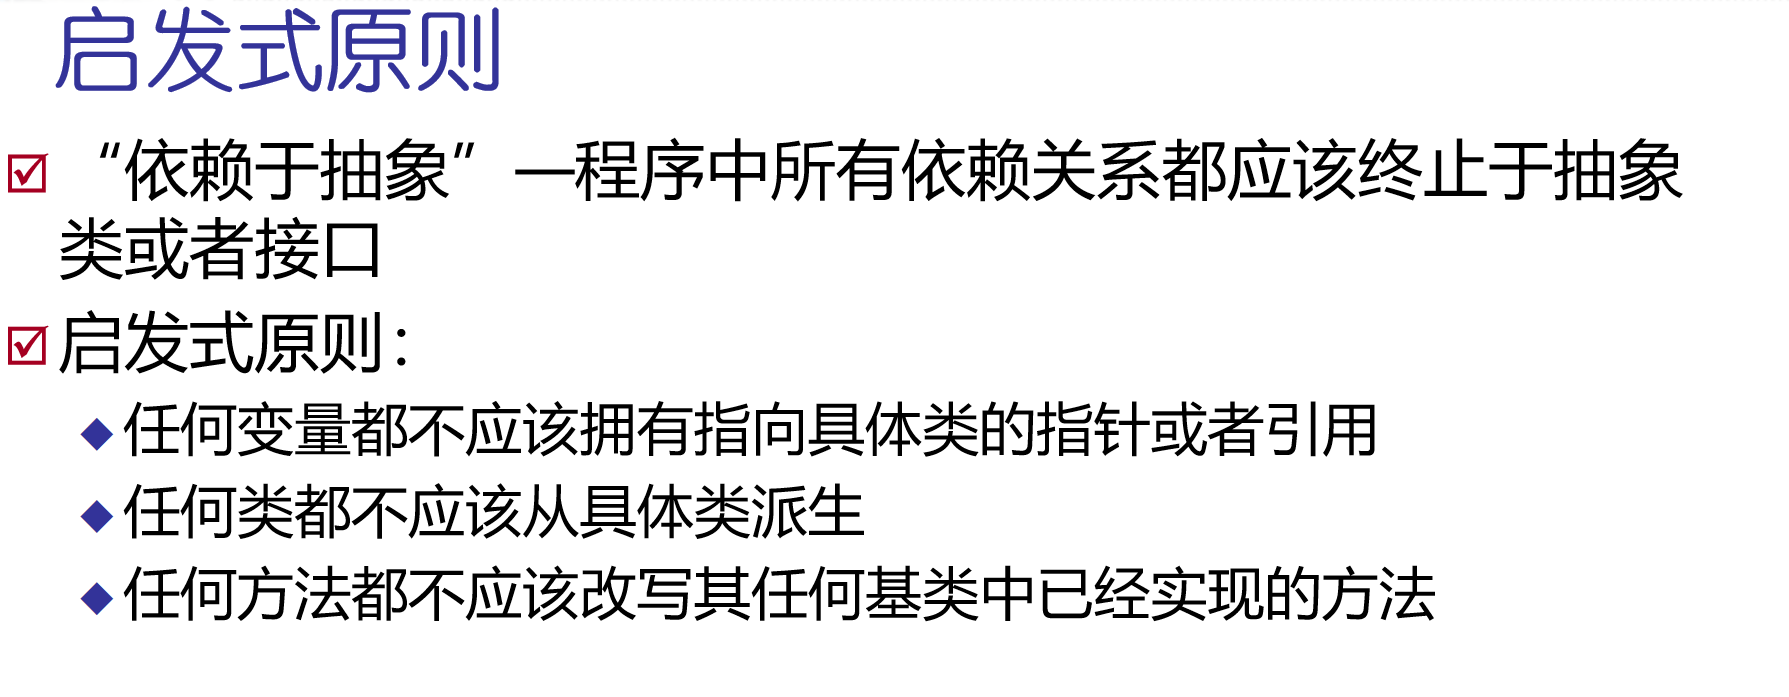 启发式原则
“依赖于抽象”—程序中所有依赖关系都应该终止于抽象
类或者接口
启发式原则：
任何变量都不应该拥有指向具体类的指针或者引用
任何类都不应该从具体类派生
任何方法都不应该改写其任何基类中已经实现的方法